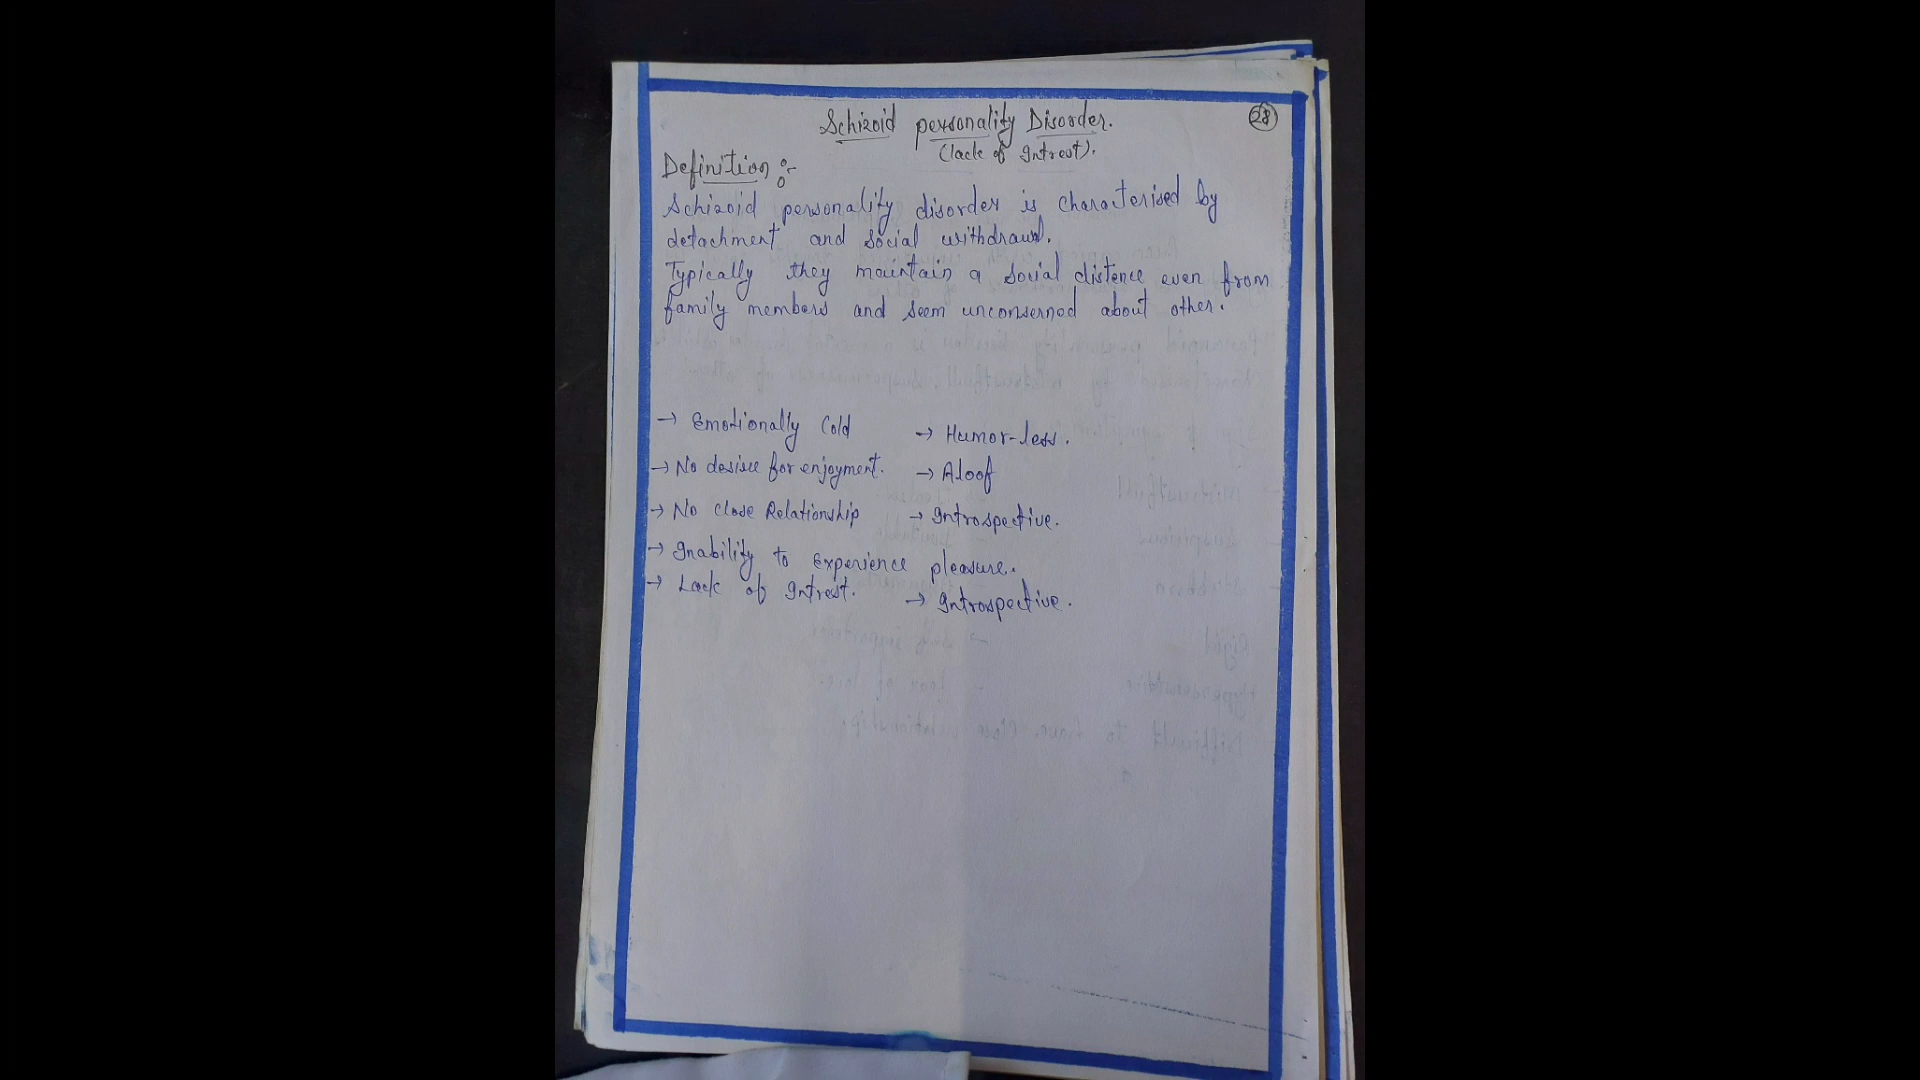 Schizoid personality Disorder.
28
(lack of Intrest).
Definition :-
Schizoid personality disorder is characterised by
detachment and social withdrawl.
Typically they maintain a social distence even from
family members and seem unconserned about other.
→ Emotionally Cold → Humor-less.
→ No desire for enjoyment. → Aloof
→ No close Relationship → Introspective.
→ Inability to Experience pleasure.
→ Lack of Intrest. → Introspective.